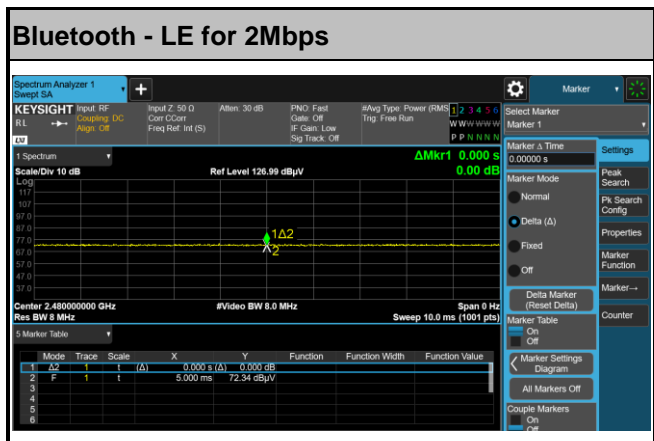 Bluetooth - LE for 2Mbps
Spectrum Analyzer 1
Swept SA
Marker
KEYSIGHT Input: RF Input Z: 50 Ω Atten: 30 dB PNO: Fast #Avg Type: Power (RMS 1 2 3 4 5 6
RL Coupling: DC Corr CCorr Gate: Off Trig: Free Run
Align: Off Freq Ref: Int (S) IF Gain: Low W W W W W W
LW Sig Track: Off P P N N N N
Select Marker
Marker 1
1 Spectrum ΔMkr1 0.000 s
Scale/Div 10 dB Ref Level 126.99 dBµV 0.00 dB
Log
117
107
97.0
87.0
77.0
67.0
57.0
47.0
37.0
1Δ2
2
Center 2.480000000 GHz #Video BW 8.0 MHz Span 0 Hz
Res BW 8 MHz Sweep 10.0 ms (1001 pts)
5 Marker Table
Mode Trace Scale X Y Function Function Width Function Value
1 Δ2 1 t (Δ) 0.000 s (Δ) 0.000 dB
2 F 1 t 5.000 ms 72.34 dBµV
3
4
5
6
Marker Δ Time
0.00000 s
Marker Mode
Normal
Delta (Δ)
Fixed
Off
Delta Marker
(Reset Delta)
Marker Table
On
Off
Marker Settings
Diagram
All Markers Off
Couple Markers
On
Off
Settings
Peak
Search
Pk Search
Config
Properties
Marker
Function
Marker→
Counter